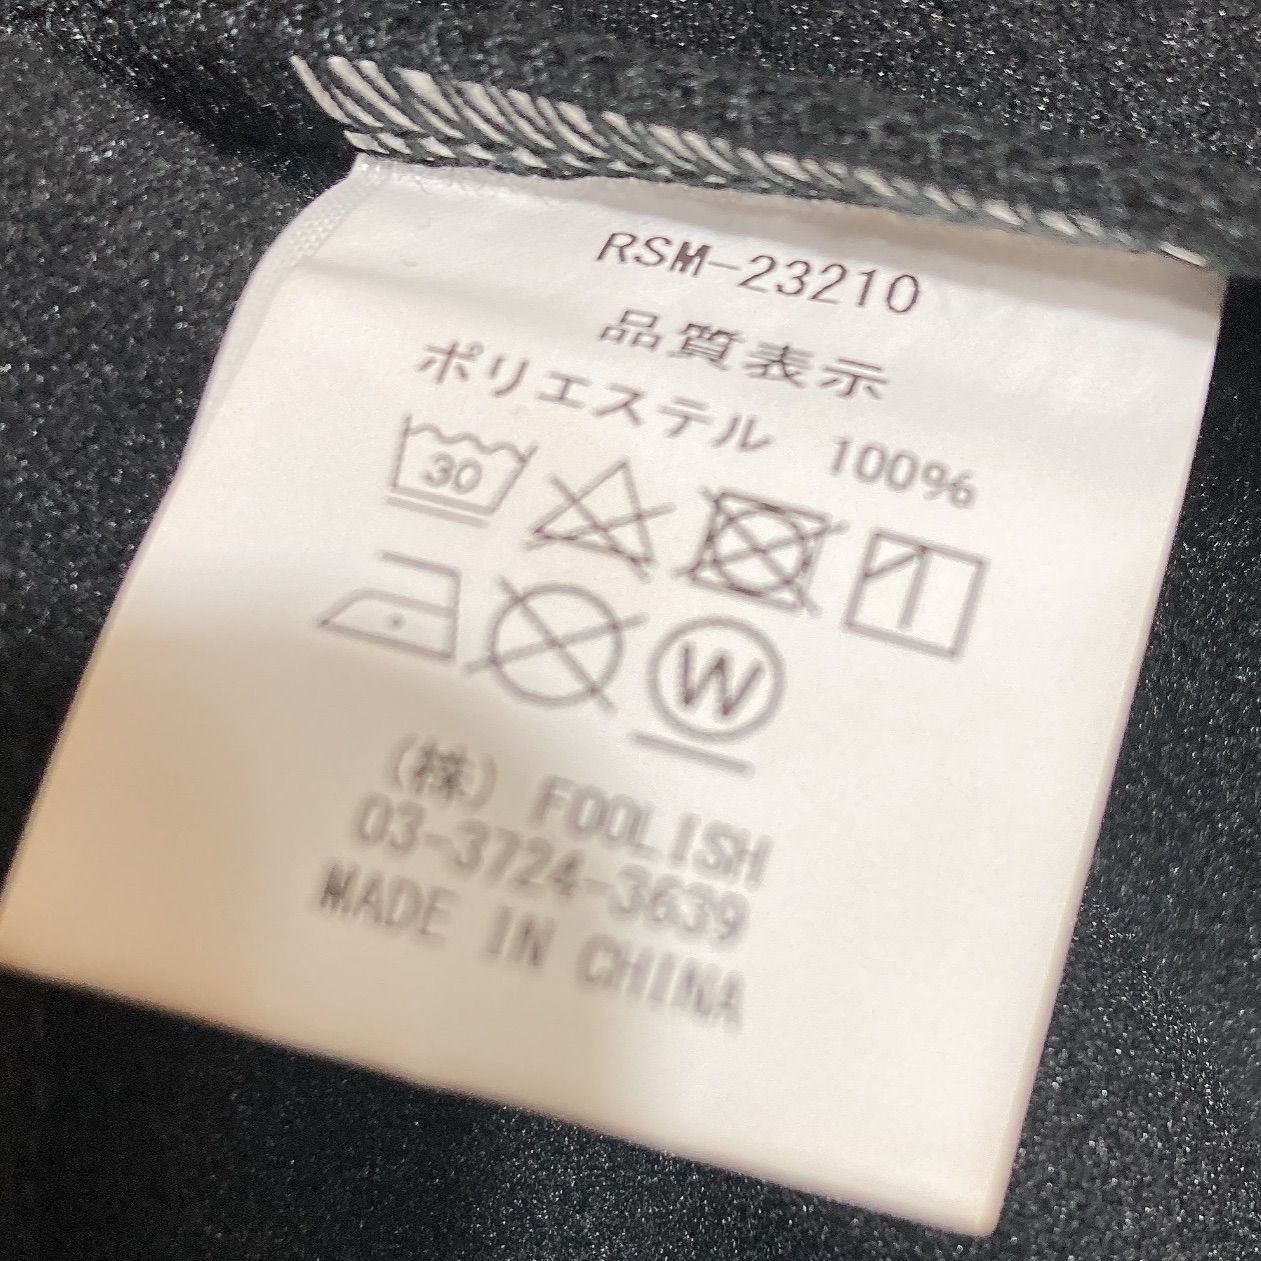 RSM-23210
品質表示
ポリエステル 100%
30
W
(株) FOOLISH
03-3724-3639
MADE IN CHINA